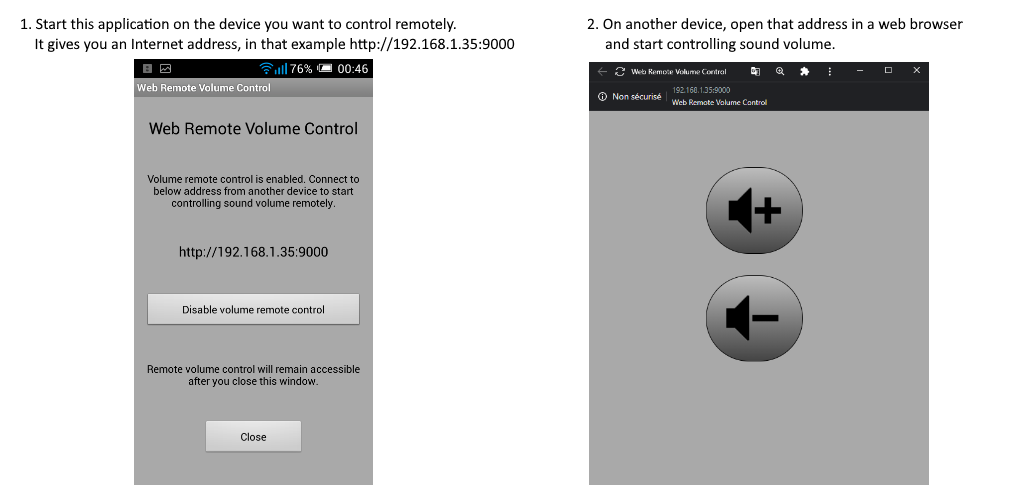 1. Start this application on the device you want to control remotely.
It gives you an Internet address, in that example http://192.168.1.35:9000
76% 00:46
Web Remote Volume Control
Web Remote Volume Control
Volume remote control is enabled. Connect to
below address from another device to start
controlling sound volume remotely.
http://192.168.1.35:9000
Disable volume remote control
Remote volume control will remain accessible
after you close this window.
Close
2. On another device, open that address in a web browser
and start controlling sound volume.
Web Remote Volume Control
Non sécurisé
192.168.1.35:9000
Web Remote Volume Control